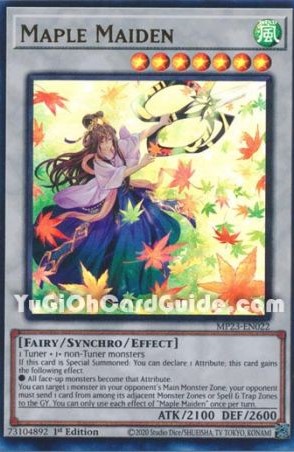 MAPLE MAIDEN
風
YuGiOhCardGuide.com
MP23-EN022
[FAIRY/SYNCHRO/EFFECT]
1 Tuner + 1+ non-Tuner monsters
If this card is Special Summoned: You can declare 1 Attribute; this card gains
the following effect.
● All face-up monsters become that Attribute.
You can target 1 monster in your opponent's Main Monster Zone; your opponent
must send 1 card from among its adjacent Monster Zones or Spell & Trap Zones
to the GY. You can only use each effect of "Maple Maiden" once per turn.
ATK/2100 DEF/2600
73104892 1st Edition ©2020 Studio Dice/SHUEISHA, TV TOKYO, KONAMI